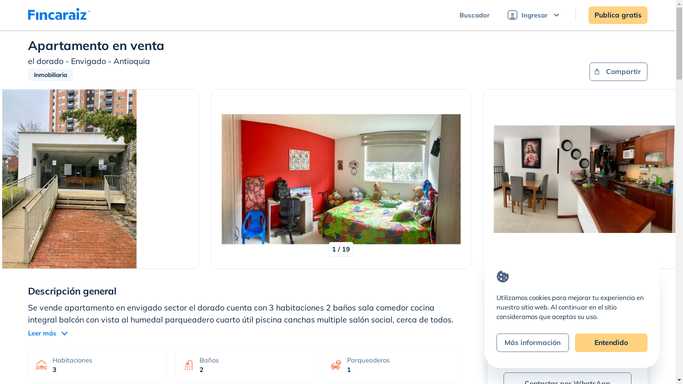 Fincaraiz
Buscador
Ingresar
Publica gratis
Apartamento en venta
el dorado - Envigado - Antioquia
Inmobiliaria
Compartir
1 / 19
Descripción general
Se vende apartamento en envigado sector el dorado cuenta con 3 habitaciones 2 baños sala comedor cocina
integral balcón con vista al humedal parqueadero cuarto útil piscina canchas multiple salón social, cerca de todos.
Leer más
Habitaciones
3
Baños
2
Parqueaderos
1
Utilizamos cookies para mejorar tu experiencia en
nuestro sitio web. Al continuar en el sitio
consideramos que aceptas su uso.
Más información
Entendido
Contactar por WhatsApp